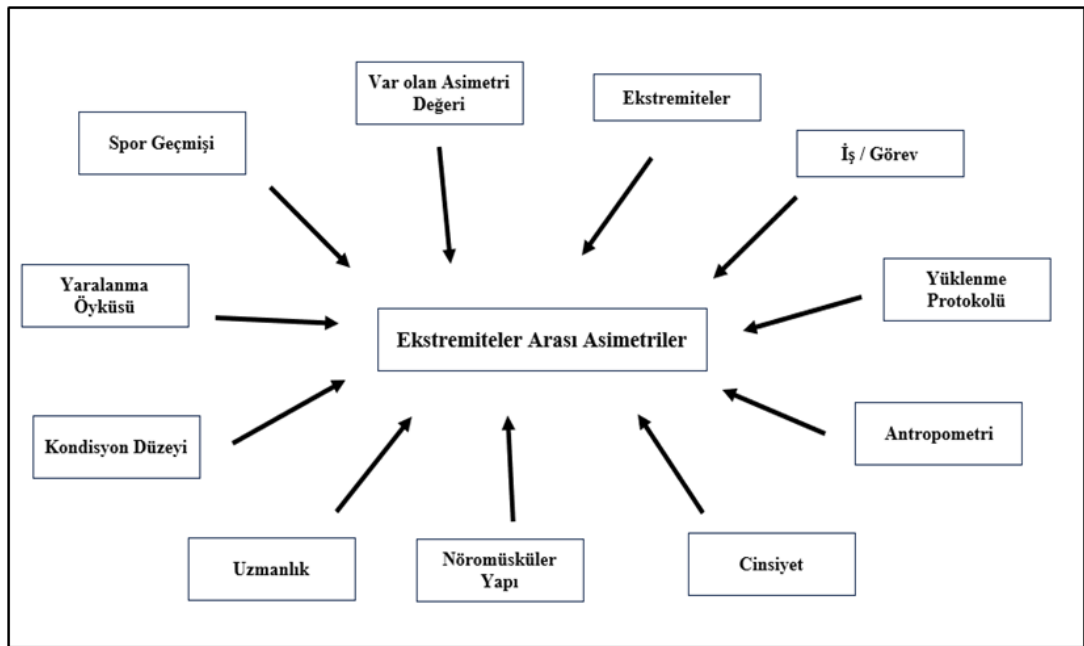 Var olan Asimetri
Değeri
Ekstremiteler
Spor Geçmişi
İş / Görev
Yaralanma
Öyküsü
Yüklenme
Protokolü
Ekstremiteler Arası Asimetriler
Kondisyon Düzeyi
Antropometri
Uzmanlık
Nöromüsküler
Yapı
Cinsiyet